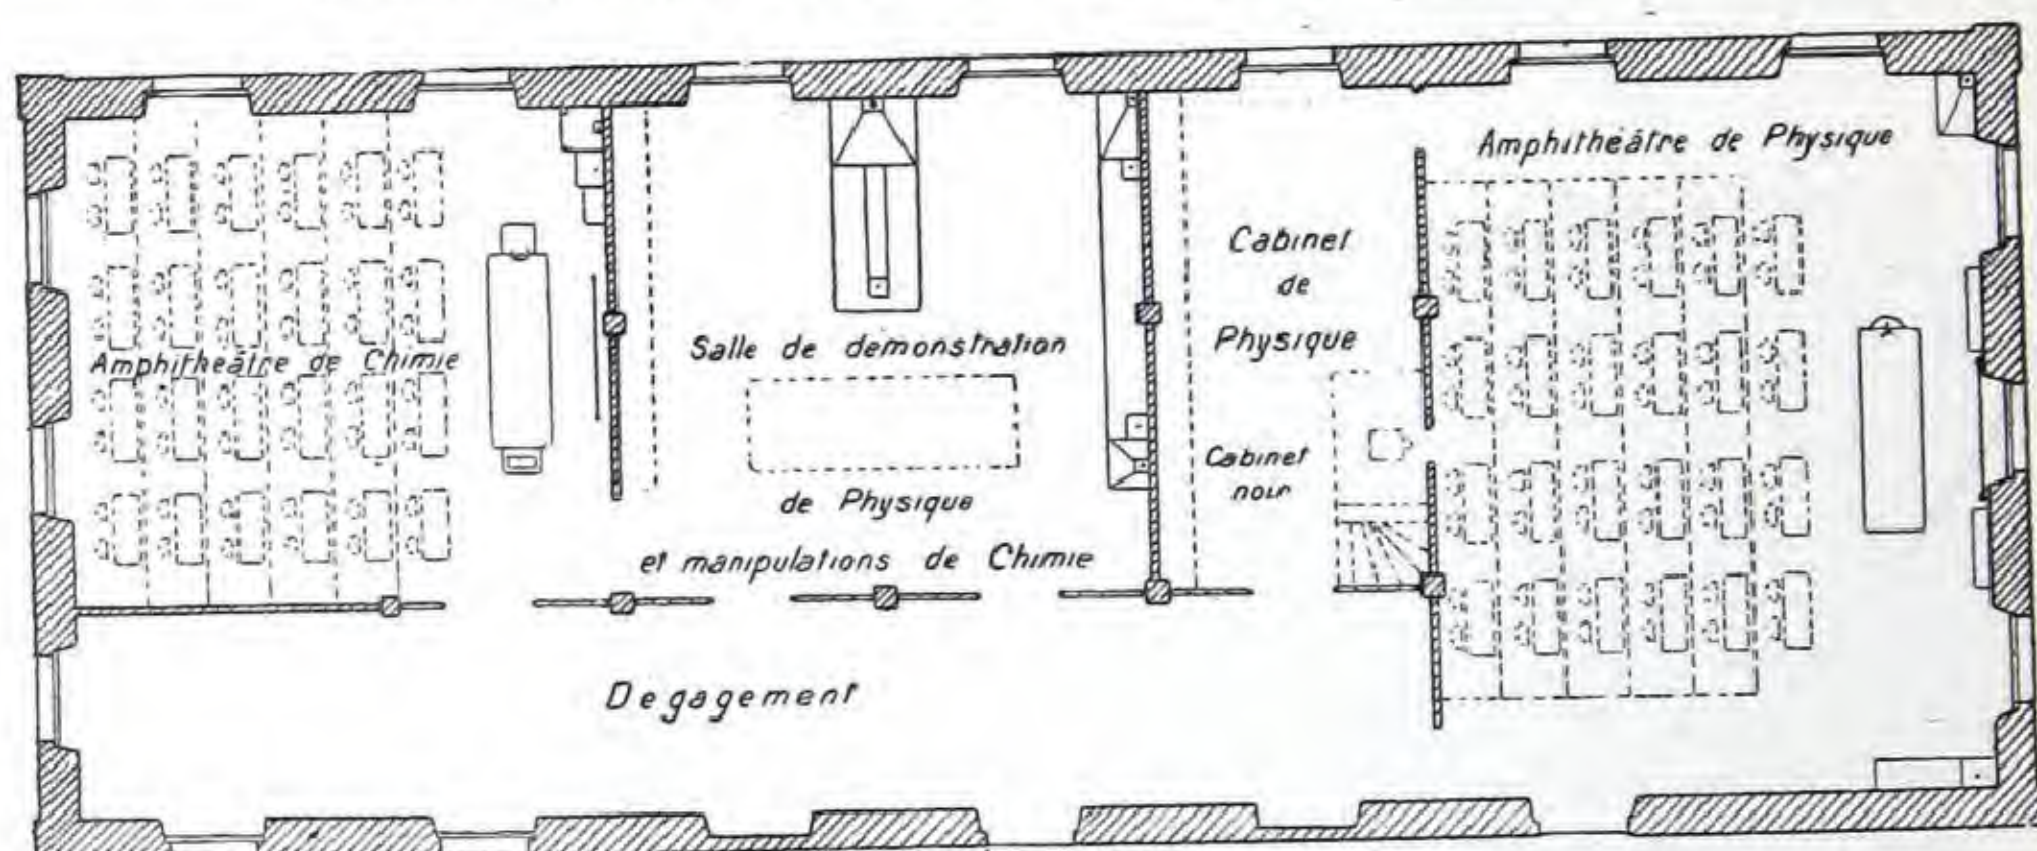 Amphithéâtre de Chimie
Salle de demonstration
de Physique
et manipulations de Chimie
Cabinet
de
Physique
Cabinet
noir
Amphithéâtre de Physique
Degagement